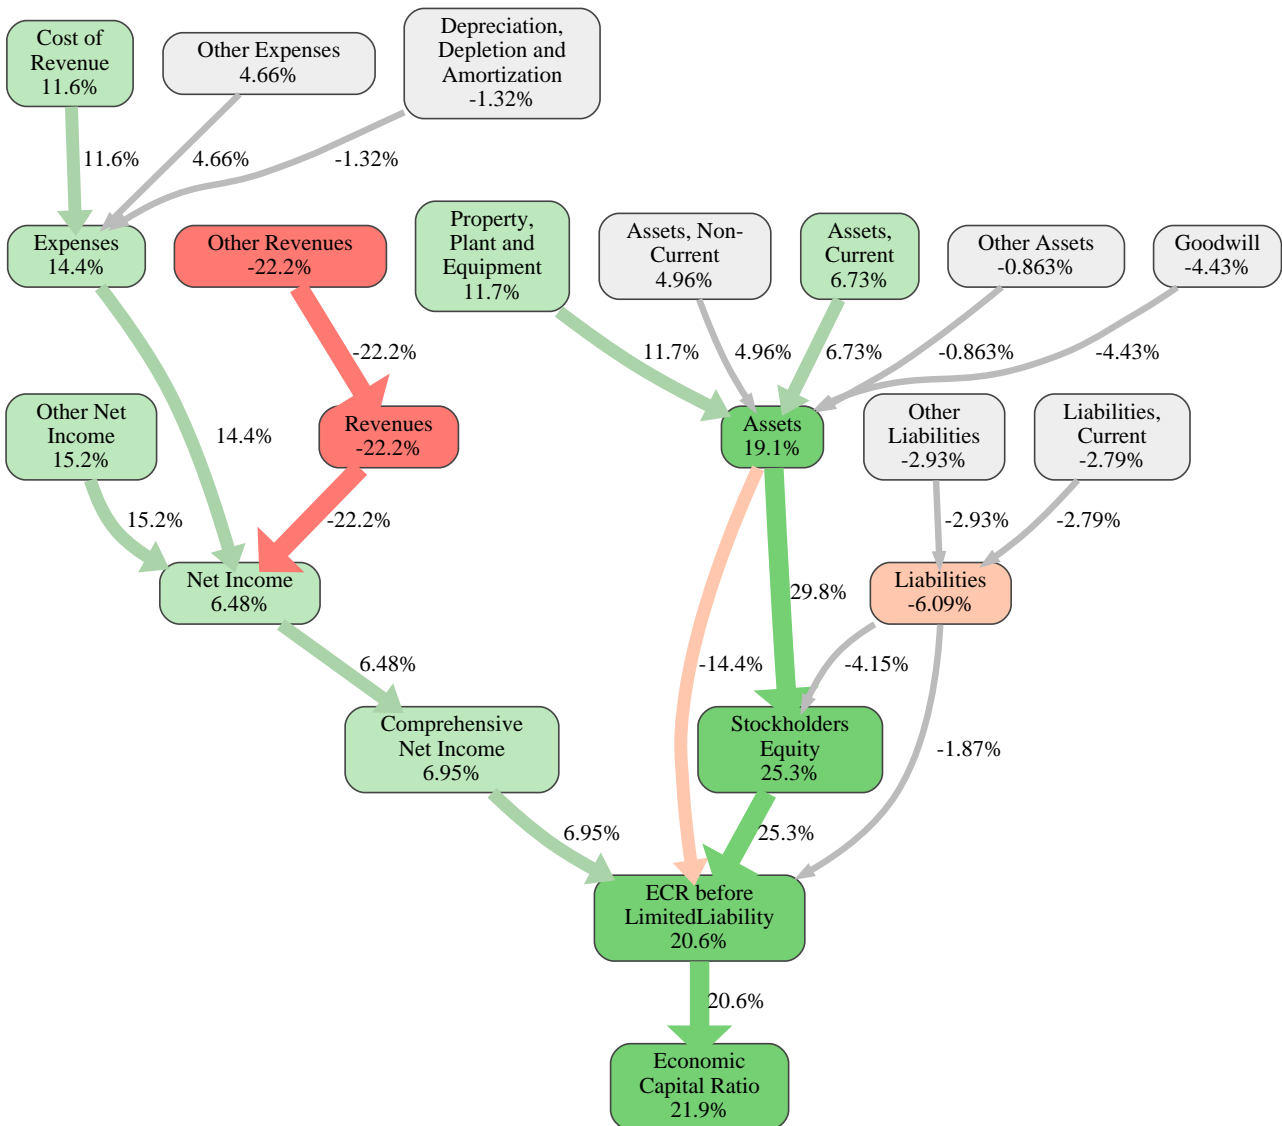 Cost of
Revenue
11.6%
Other Expenses
4.66%
Depreciation,
Depletion and
Amortization
-1.32%
11.6%
4.66%
-1.32%
Expenses
14.4%
Other Revenues
-22.2%
Property,
Plant and
Equipment
11.7%
Assets, Non-
Current
4.96%
Assets,
Current
6.73%
Other Assets
-0.863%
Goodwill
-4.43%
-22.2%
11.7%
4.96%
6.73%
-0.863%
-4.43%
Other Net
Income
15.2%
14.4%
Revenues
-22.2%
Assets
19.1%
Other
Liabilities
-2.93%
Liabilities,
Current
-2.79%
15.2%
-22.2%
-2.93%
-2.79%
Net Income
6.48%
29.8%
Liabilities
-6.09%
6.48%
-14.4%
-4.15%
Comprehensive
Net Income
6.95%
Stockholders
Equity
25.3%
-1.87%
6.95%
25.3%
ECR before
LimitedLiability
20.6%
20.6%
Economic
Capital Ratio
21.9%